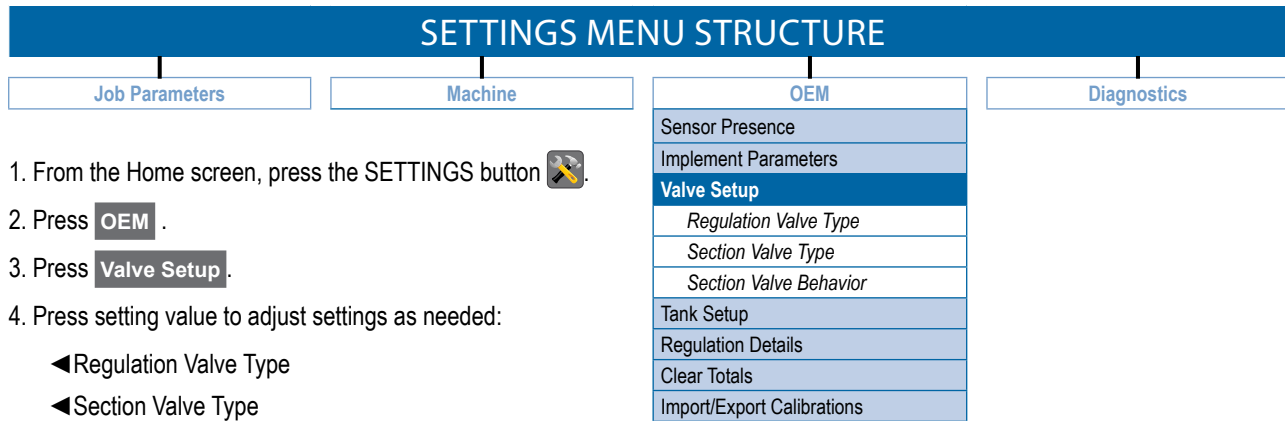 SETTINGS MENU STRUCTURE
Job Parameters
Machine
OEM
Diagnostics
1. From the Home screen, press the SETTINGS button .
2. Press OEM .
3. Press Valve Setup.
4. Press setting value to adjust settings as needed:
◄Regulation Valve Type
◄Section Valve Type
Sensor Presence
Implement Parameters
Valve Setup
Regulation Valve Type
Section Valve Type
Section Valve Behavior
Tank Setup
Regulation Details
Clear Totals
Import/Export Calibrations